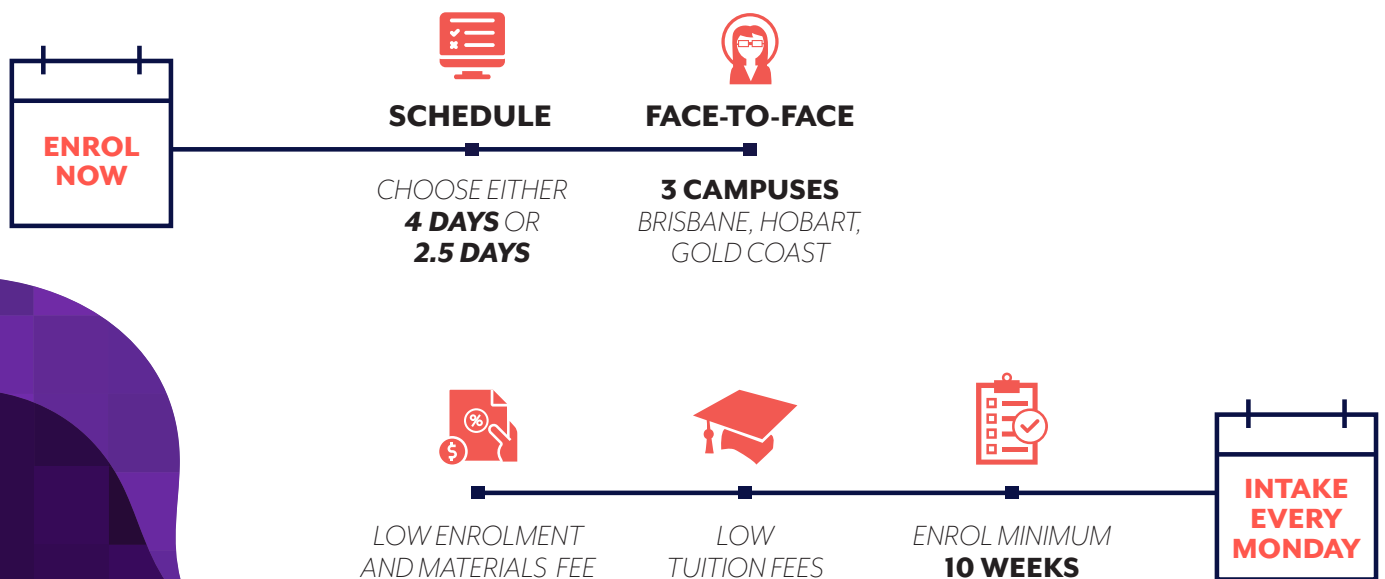 ENROL
NOW
SCHEDULE
CHOOSE EITHER
4 DAYS OR
2.5 DAYS
FACE-TO-FACE
3 CAMPUSES
BRISBANE, HOBART,
GOLD COAST
%
$
LOW ENROLMENT
AND MATERIALS FEE
LOW
TUITION FEES
ENROL MINIMUM
10 WEEKS
INTAKE
EVERY
MONDAY